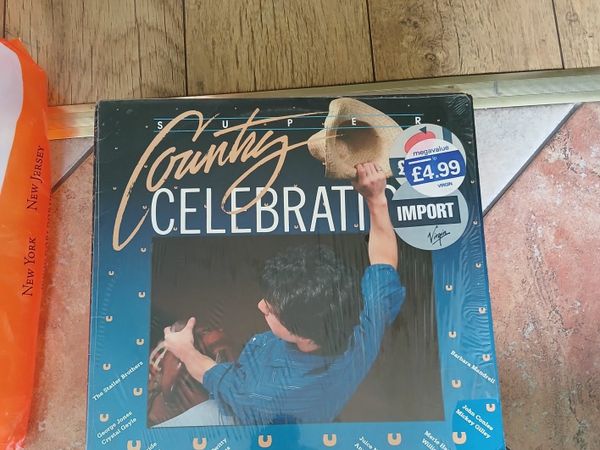 SUPER
Country
CELEBRATI
megavalue
£4.99
VIRGIN
IMPORT
Virgin
NEW YORK
NEW JERSEY
The Statler Brothers
George Jones
Crystal Gayle
Barbara Mandrell
John Conlee
Mickey Gilley